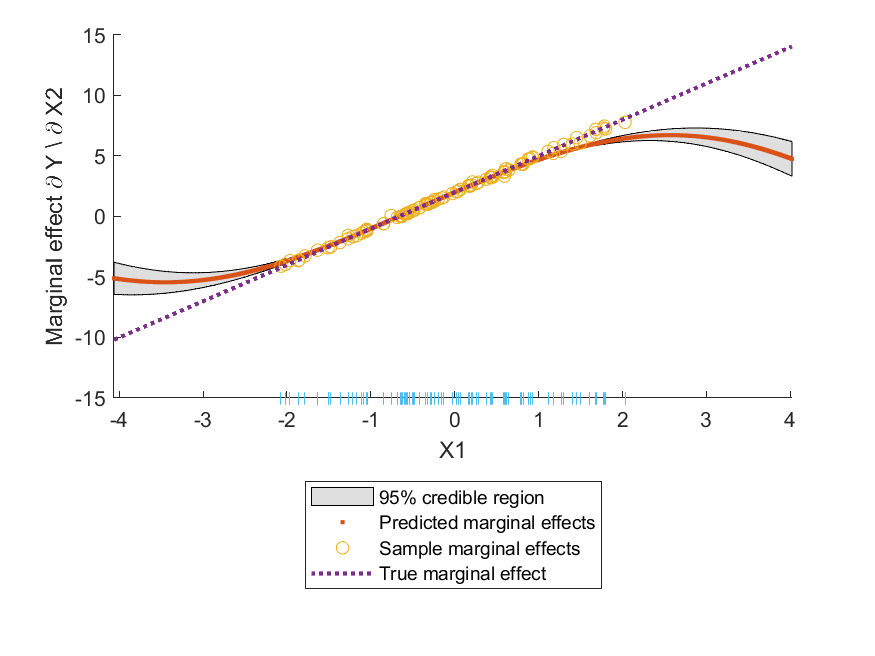 15
10
5
0
-5
-10
-15
Marginal effect ∂ Y \ ∂ X2
-4 -3 -2 -1 0 1 2 3 4
X1
95% credible region
Predicted marginal effects
Sample marginal effects
True marginal effect